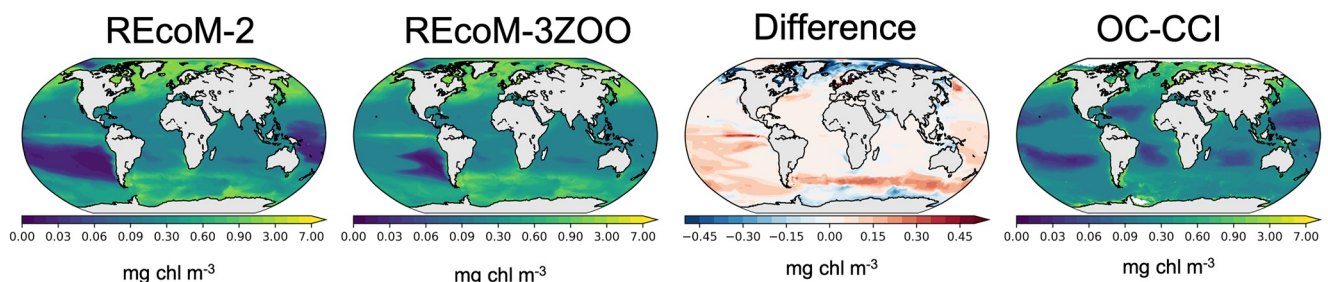 REcoM-2 REcoM-3ZOO Difference OC-CCI
0.00 0.03 0.06 0.09 0.30 0.60 0.90 3.00 7.00 0.00 0.03 0.06 0.09 0.30 0.60 0.90 3.00 7.00 −0.45 −0.30 −0.15 0.00 0.15 0.30 0.45 0.00 0.03 0.06 0.09 0.30 0.60 0.90 3.00 7.00
mg chl m⁻³ mg chl m⁻³ mg chl m⁻³ mg chl m⁻³